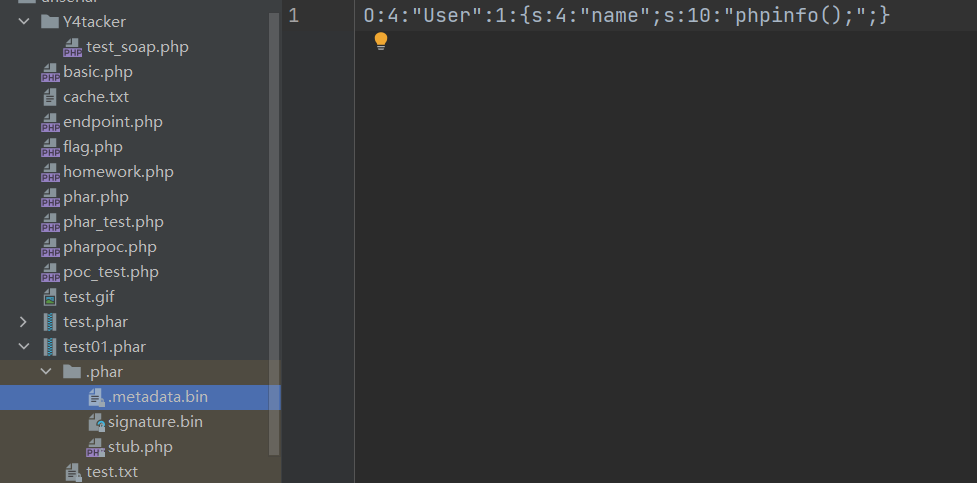 Y4tacker
test_soap.php
basic.php
cache.txt
endpoint.php
flag.php
homework.php
phar.php
phar_test.php
pharpoc.php
poc_test.php
test.gif
test.phar
test01.phar
.phar
.metadata.bin
signature.bin
stub.php
test.txt
1 O:4:"User":1:{s:4:"name";s:10:"phpinfo();";}